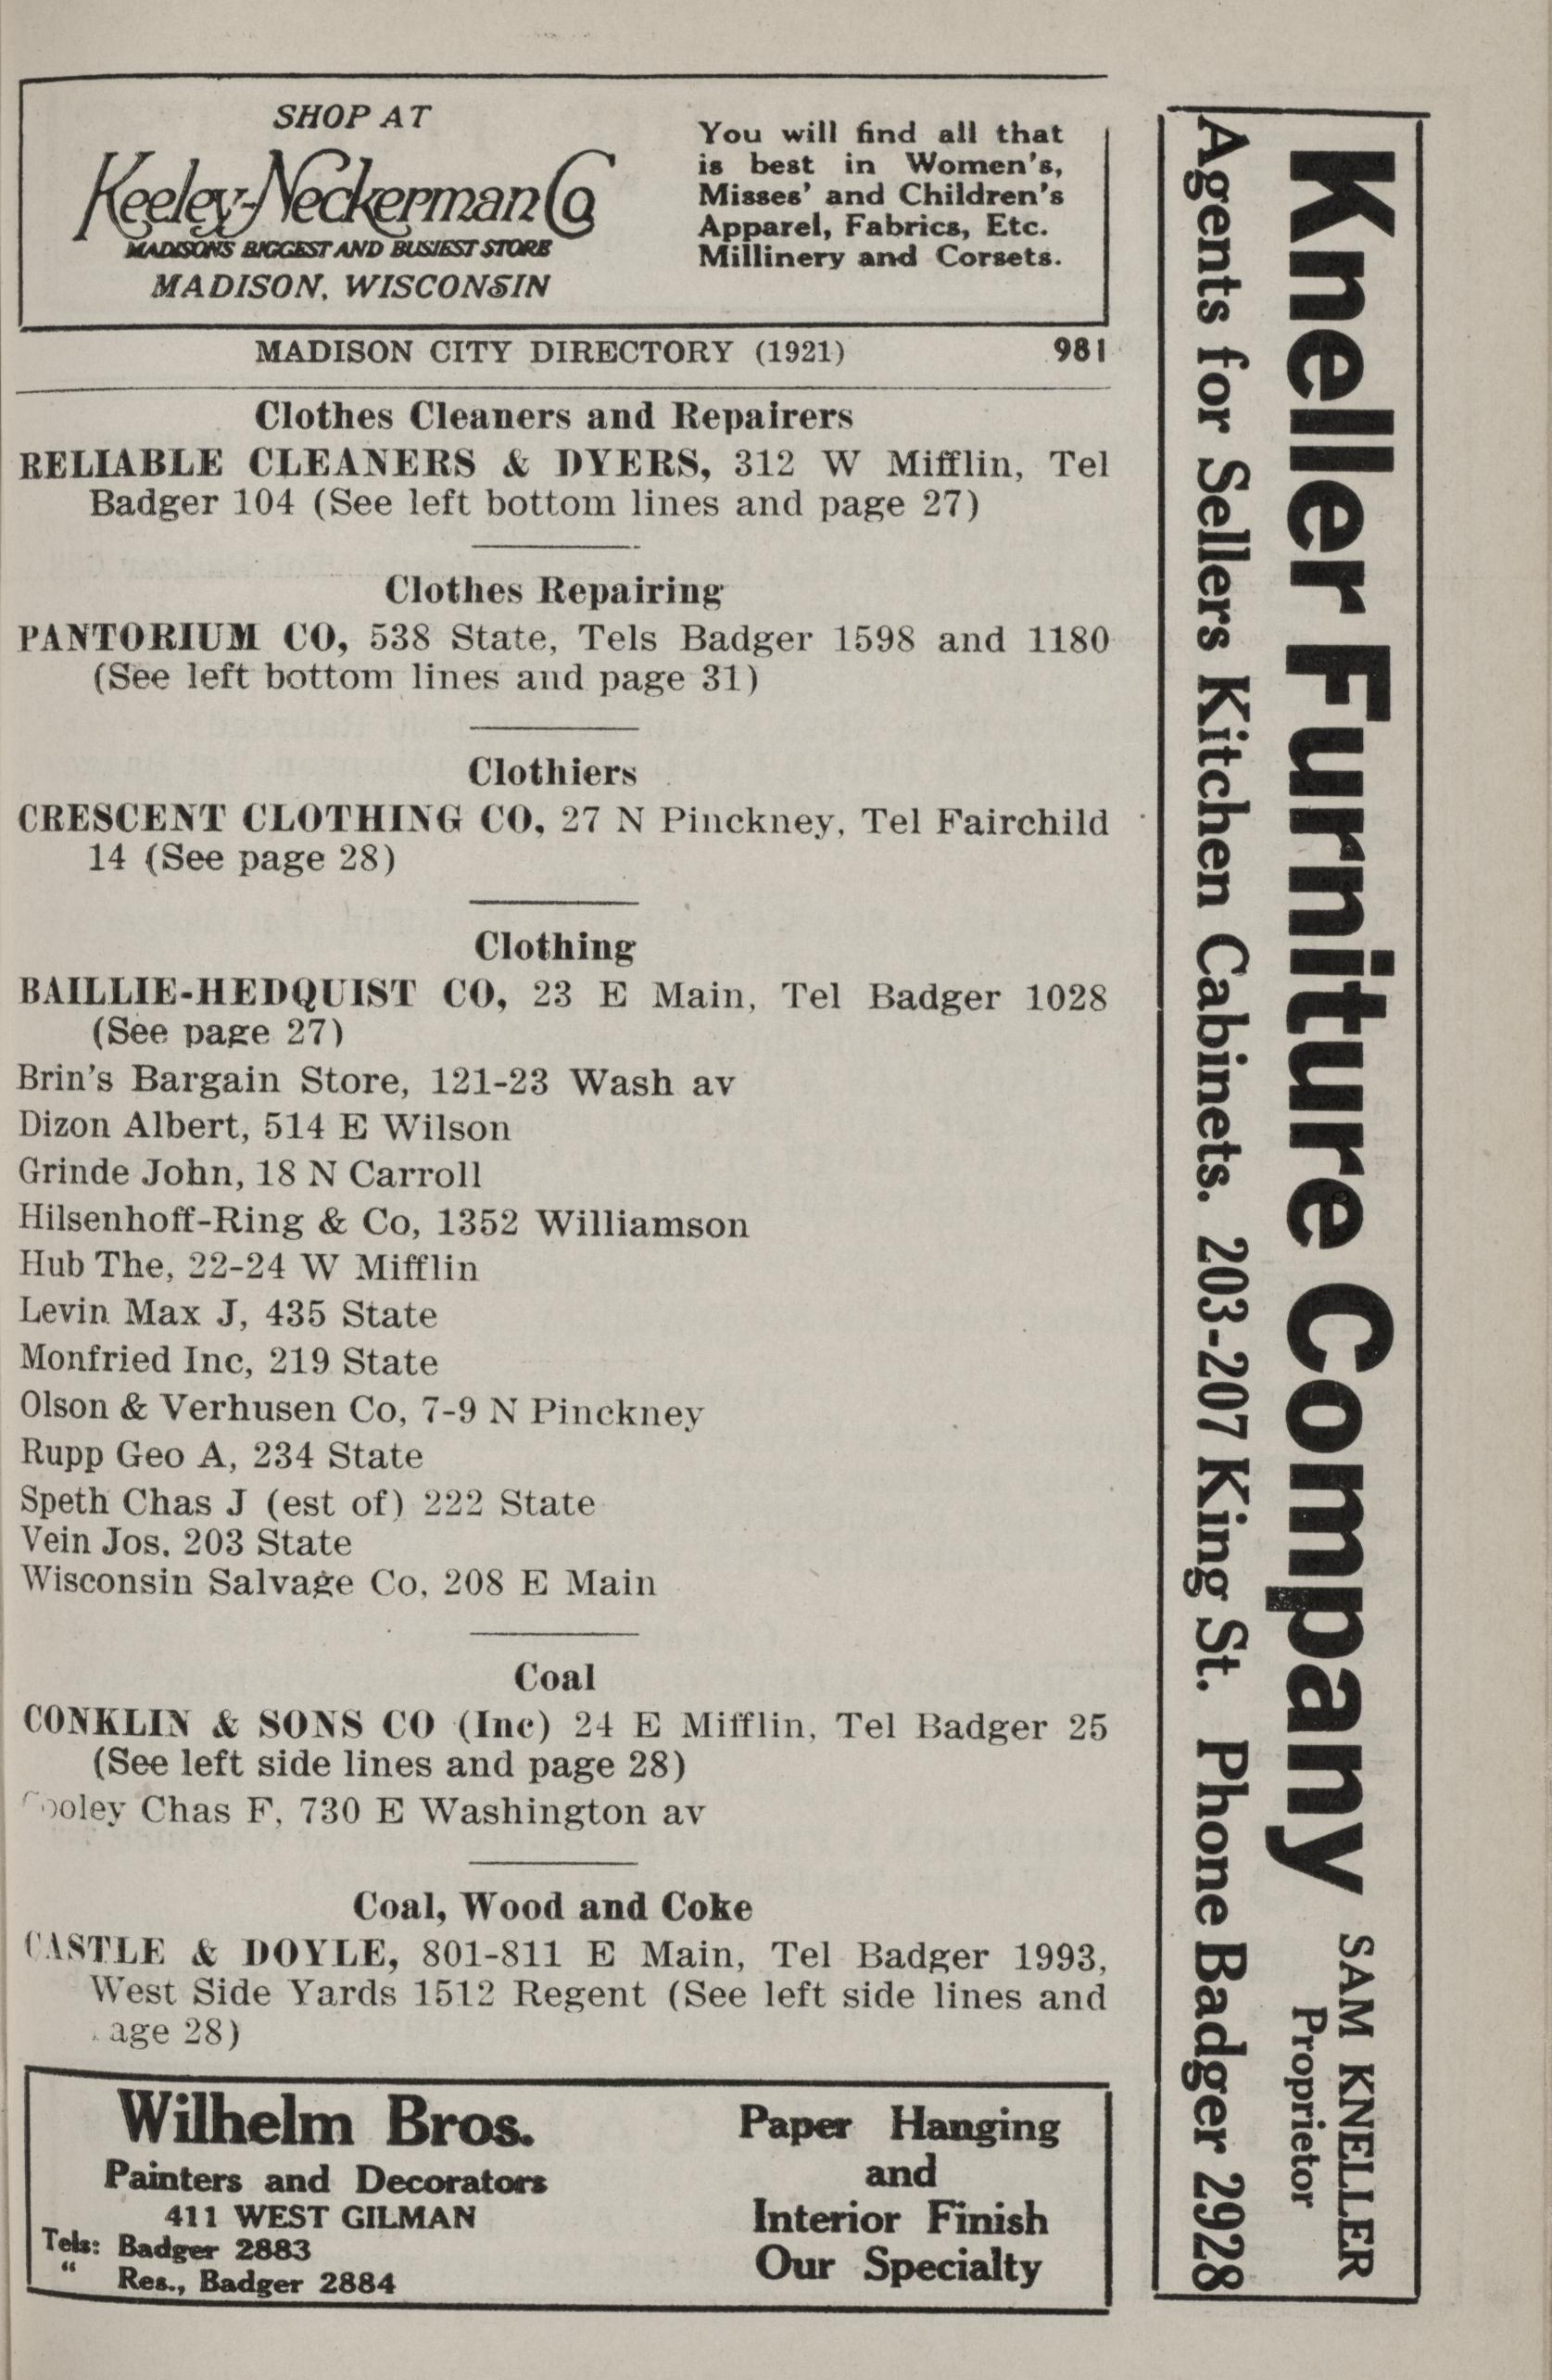 SHOP AT
Keeley-Neckerman Co
MADISON'S BIGGEST AND BUSIEST STORE
MADISON, WISCONSIN
You will find all that
is best in Women's,
Misses' and Children's
Apparel, Fabrics, Etc.
Millinery and Corsets.
MADISON CITY DIRECTORY (1921) 981
Clothes Cleaners and Repairers
RELIABLE CLEANERS & DYERS, 312 W Mifflin, Tel
Badger 104 (See left bottom lines and page 27)
Clothes Repairing
PANTORIUM CO, 538 State, Tels Badger 1598 and 1180
(See left bottom lines and page 31)
Clothiers
CRESCENT CLOTHING CO, 27 N Pinckney, Tel Fairchild
14 (See page 28)
Clothing
BAILLIE-HEDQUIST CO, 23 E Main, Tel Badger 1028
(See page 27)
Brin's Bargain Store, 121-23 Wash av
Dizon Albert, 514 E Wilson
Grinde John, 18 N Carroll
Hilsenhoff-Ring & Co, 1352 Williamson
Hub The, 22-24 W Mifflin
Levin Max J, 435 State
Monfried Inc, 219 State
Olson & Verhusen Co, 7-9 N Pinckney
Rupp Geo A, 234 State
Speth Chas J (est of) 222 State
Vein Jos, 203 State
Wisconsin Salvage Co, 208 E Main
Coal
CONKLIN & SONS CO (Inc) 24 E Mifflin, Tel Badger 25
(See left side lines and page 28)
Cooley Chas F, 730 E Washington av
Coal, Wood and Coke
CASTLE & DOYLE, 801-811 E Main, Tel Badger 1993,
West Side Yards 1512 Regent (See left side lines and
age 28)
Wilhelm Bros.
Painters and Decorators
411 WEST GILMAN
Tels: Badger 2883
" Res., Badger 2884
Paper Hanging
and
Interior Finish
Our Specialty
Kneller Furniture Company
SAM KNELLER
Proprietor
Agents for Sellers Kitchen Cabinets. 203-207 King St. Phone Badger 2928